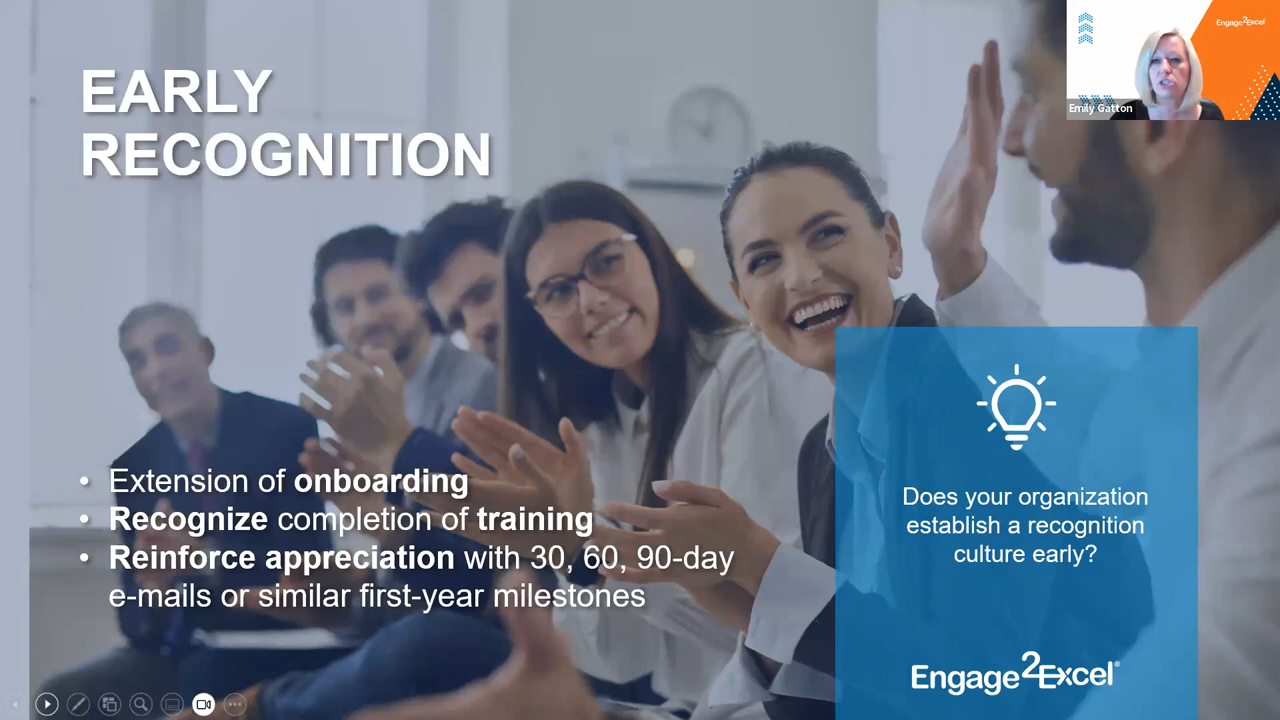 EARLY
RECOGNITION
Engage2Excel
Emily Gatton
• Extension of onboarding
• Recognize completion of training
• Reinforce appreciation with 30, 60, 90-day
e-mails or similar first-year milestones
Does your organization
establish a recognition
culture early?
Engage2Excel®